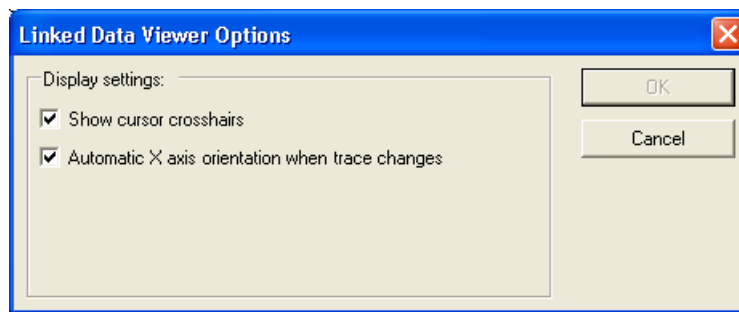 Linked Data Viewer Options
Display settings:
Show cursor crosshairs
Automatic X axis orientation when trace changes
OK
Cancel